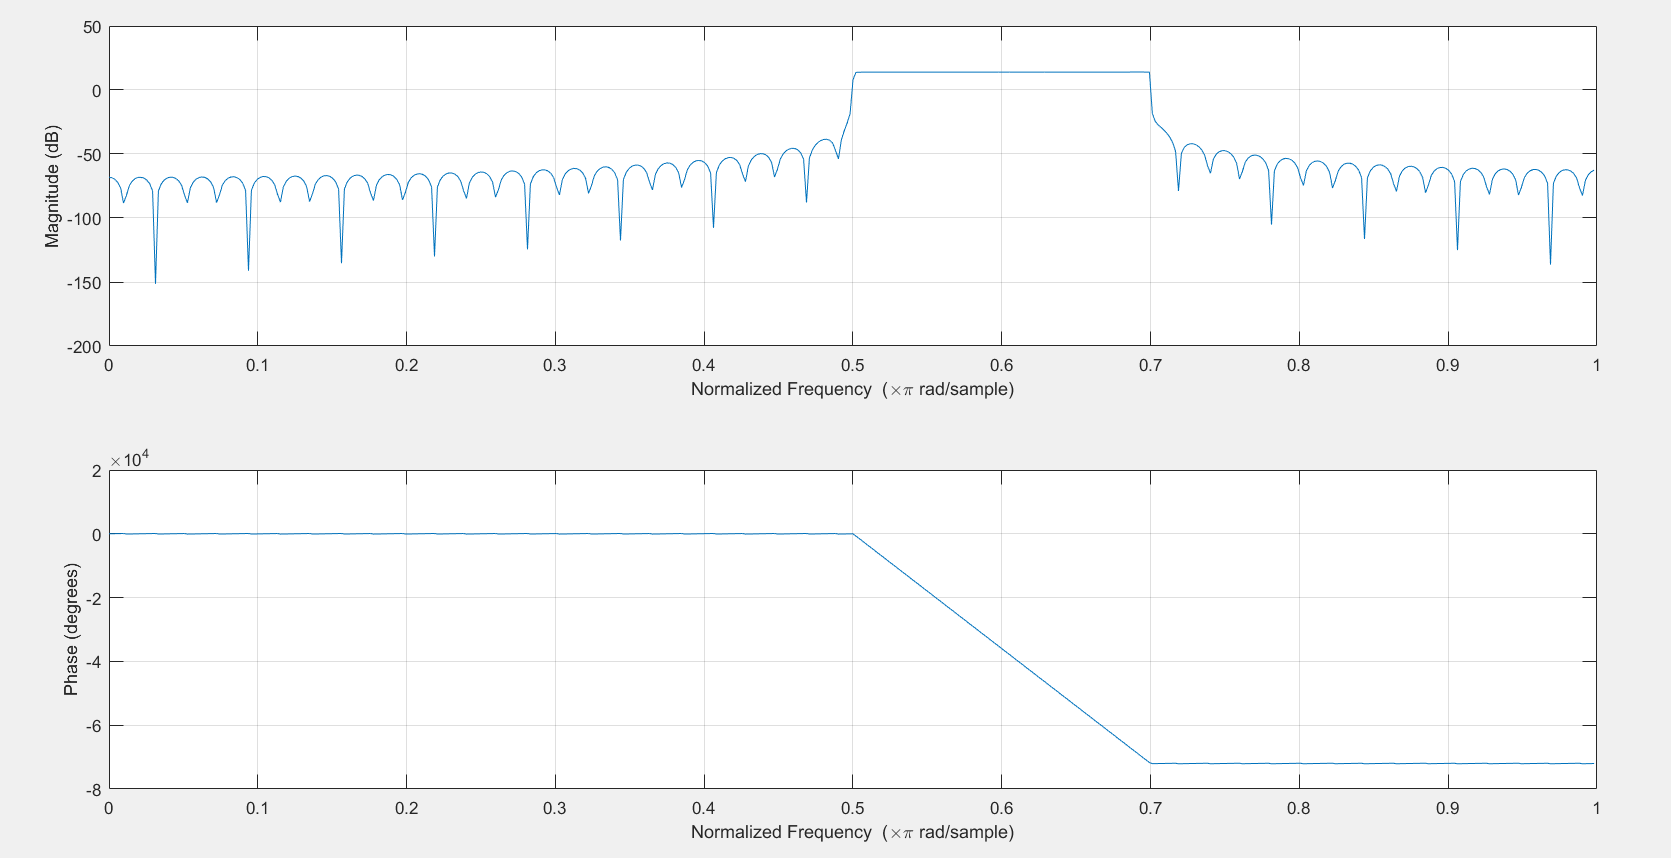 50
0
-50
-100
-150
-200
Magnitude (dB)
0 0.1 0.2 0.3 0.4 0.5 0.6 0.7 0.8 0.9 1
Normalized Frequency (×π rad/sample)
×10^4
2
0
-2
-4
-6
-8
Phase (degrees)
0 0.1 0.2 0.3 0.4 0.5 0.6 0.7 0.8 0.9 1
Normalized Frequency (×π rad/sample)